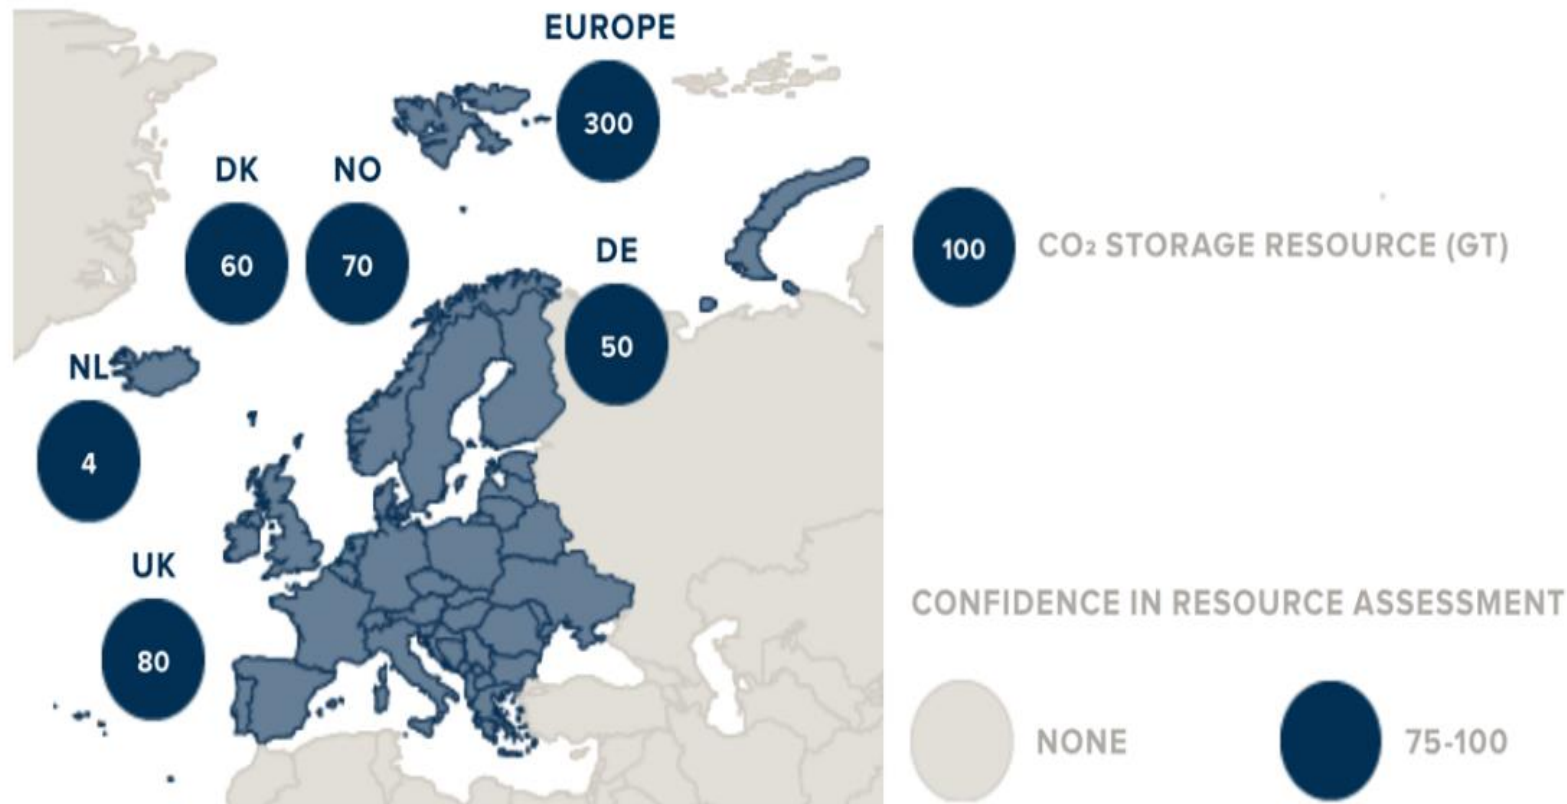 EUROPE
300
DK
60
NO
70
DE
50
NL
4
UK
80
100
CO₂ STORAGE RESOURCE (GT)
CONFIDENCE IN RESOURCE ASSESSMENT
NONE
75-100